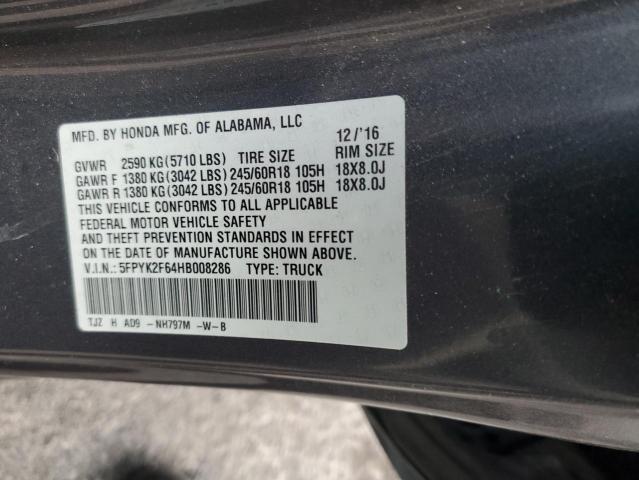 MFD. BY HONDA MFG. OF ALABAMA, LLC 12/'16
GVWR 2590 KG(5710 LBS) TIRE SIZE RIM SIZE
GAWR F 1380 KG(3042 LBS) 245/60R18 105H 18X8.0J
GAWR R 1380 KG(3042 LBS) 245/60R18 105H 18X8.0J
THIS VEHICLE CONFORMS TO ALL APPLICABLE
FEDERAL MOTOR VEHICLE SAFETY
AND THEFT PREVENTION STANDARDS IN EFFECT
ON THE DATE OF MANUFACTURE SHOWN ABOVE.
V.I.N.: 5FPYK2F64HB008286 TYPE: TRUCK
TJZ H AD9 -NH797M -W-B